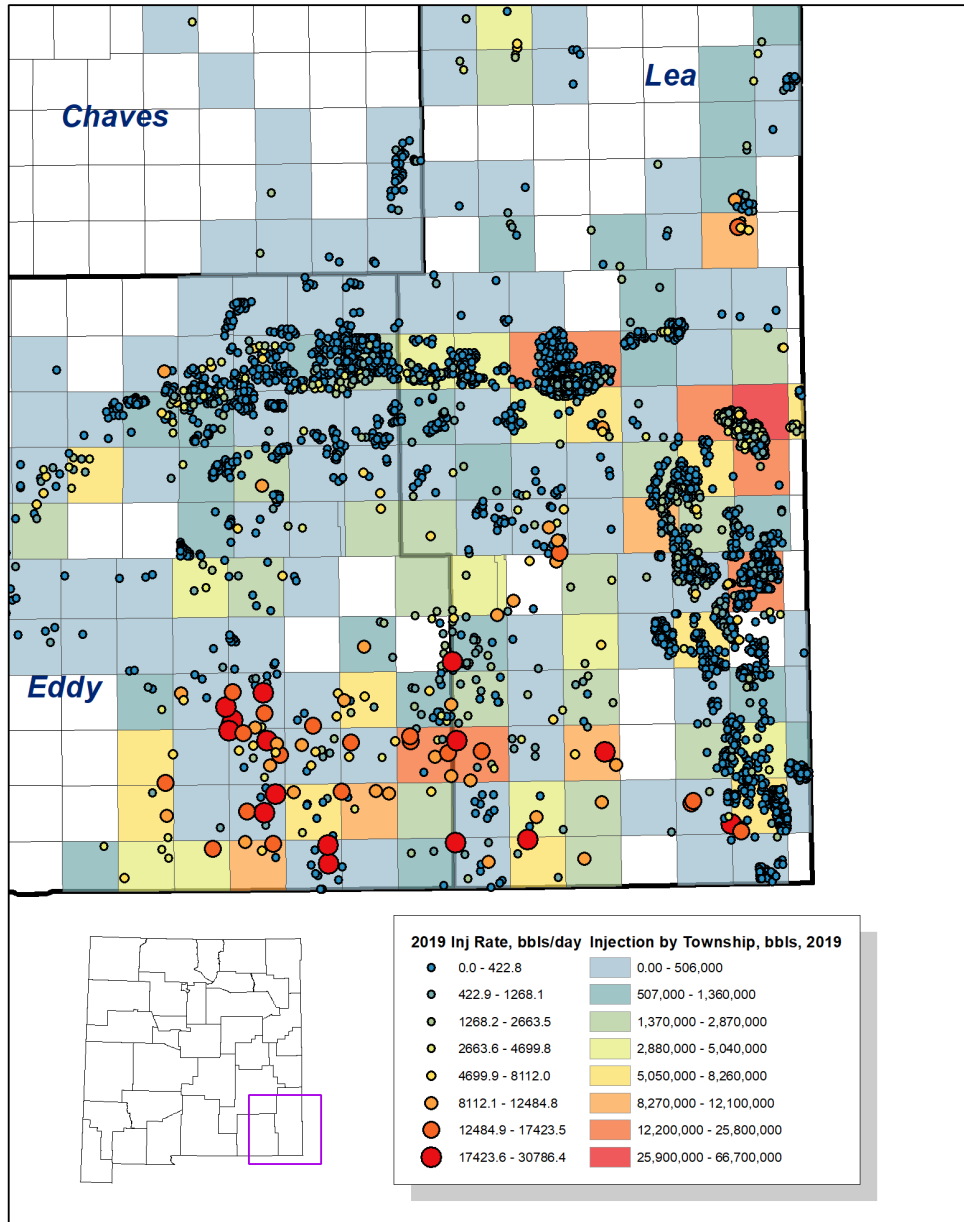 Lea
Chaves
Eddy
2019 Inj Rate, bbls/day Injection by Township, bbls, 2019
0.0 - 422.8 0.00 - 506,000
422.9 - 1268.1 507,000 - 1,360,000
1268.2 - 2663.5 1,370,000 - 2,870,000
2663.6 - 4699.8 2,880,000 - 5,040,000
4699.9 - 8112.0 5,050,000 - 8,260,000
8112.1 - 12484.8 8,270,000 - 12,100,000
12484.9 - 17423.5 12,200,000 - 25,800,000
17423.6 - 30786.4 25,900,000 - 66,700,000